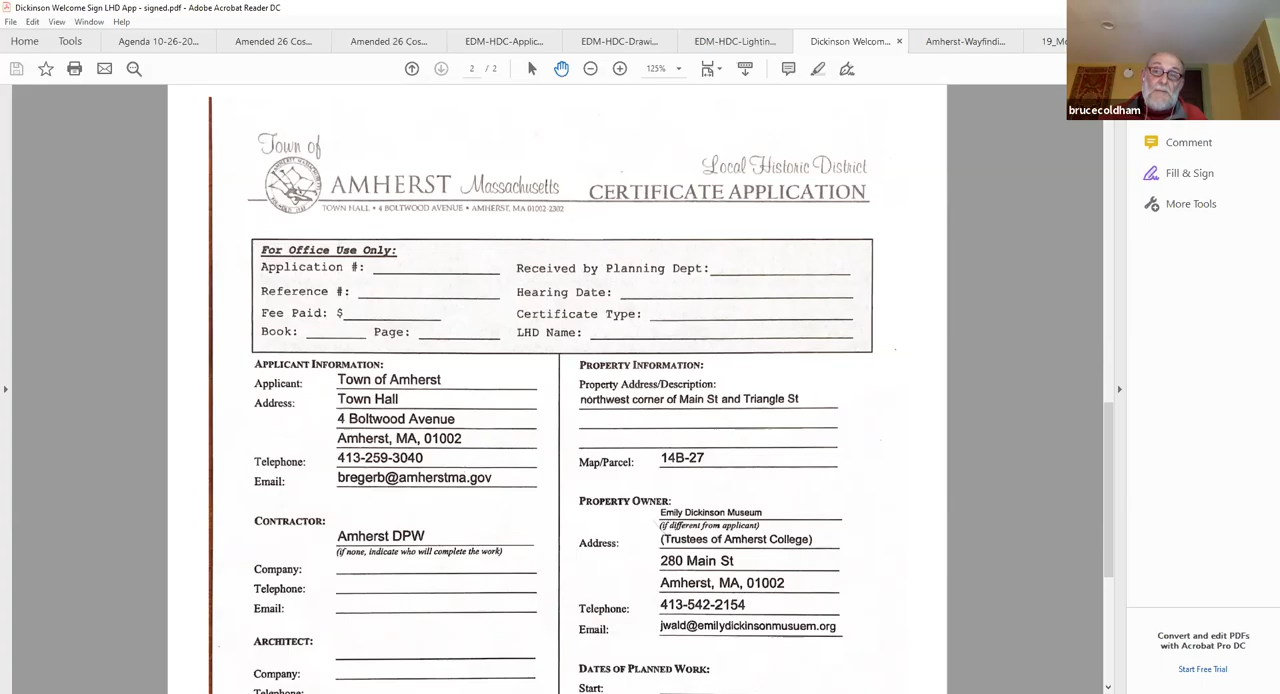 Dickinson Welcome Sign LHD App - signed.pdf - Adobe Acrobat Reader DC
File Edit View Window Help
Home Tools Agenda 10-26-20... Amended 26 Cos... Amended 26 Cos... EDM-HDC-Applic... EDM-HDC-Drawi... EDM-HDC-Lightin... Dickinson Welcom... × Amherst-Wayfindi... 19_Mo
2 / 2 125%
brucecoldham
Comment
Fill & Sign
More Tools
Convert and edit PDFs
with Acrobat Pro DC
Start Free Trial
Town of
AMHERST Massachusetts
TOWN HALL • 4 BOLTWOOD AVENUE • AMHERST, MA 01002-2302
Local Historic District
CERTIFICATE APPLICATION
For Office Use Only:
Application #: Received by Planning Dept:
Reference #: Hearing Date:
Fee Paid: $ Certificate Type:
Book: Page: LHD Name:
APPLICANT INFORMATION:
Applicant: Town of Amherst
Address: Town Hall
4 Boltwood Avenue
Amherst, MA, 01002
Telephone: 413-259-3040
Email: bregerb@amherstma.gov
CONTRACTOR:
Amherst DPW
(if none, indicate who will complete the work)
Company:
Telephone:
Email:
ARCHITECT:
Company:
Telephone:
PROPERTY INFORMATION:
Property Address/Description:
northwest corner of Main St and Triangle St
Map/Parcel: 14B-27
PROPERTY OWNER:
Emily Dickinson Museum
(if different from applicant)
Address: (Trustees of Amherst College)
280 Main St
Amherst, MA, 01002
Telephone: 413-542-2154
Email: jwald@emilydickinsonmusuem.org
DATES OF PLANNED WORK:
Start: